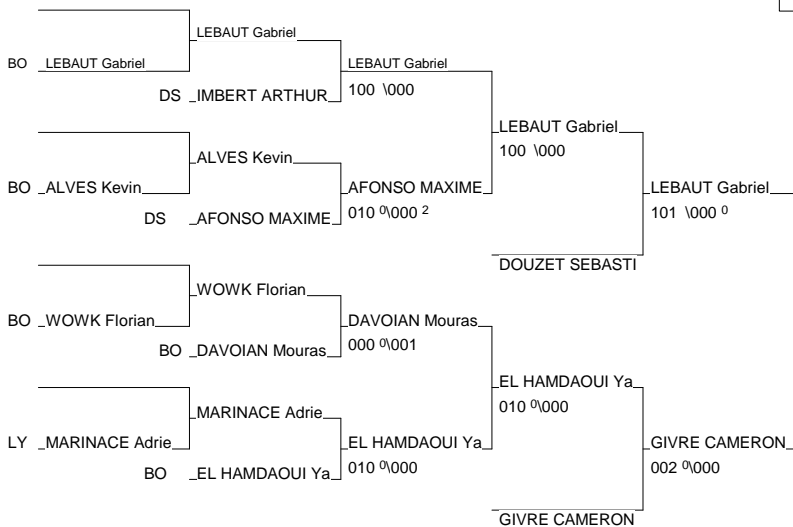 LEBAUT Gabriel
BO LEBAUT Gabriel
LEBAUT Gabriel
DS IMBERT ARTHUR
100 \000
LEBAUT Gabriel
100 \000
ALVES Kevin
BO ALVES Kevin
AFONSO MAXIME
LEBAUT Gabriel
DS AFONSO MAXIME
010 0\000 2
101 \000 0
DOUZET SEBASTI
WOWK Florian
BO WOWK Florian
DAVOIAN Mouras
BO DAVOIAN Mouras
000 0\001
EL HAMDAOUI Ya
010 0\000
MARINACE Adrie
LY MARINACE Adrie
EL HAMDAOUI Ya
GIVRE CAMERON
BO EL HAMDAOUI Ya
010 0\000
002 0\000
GIVRE CAMERON